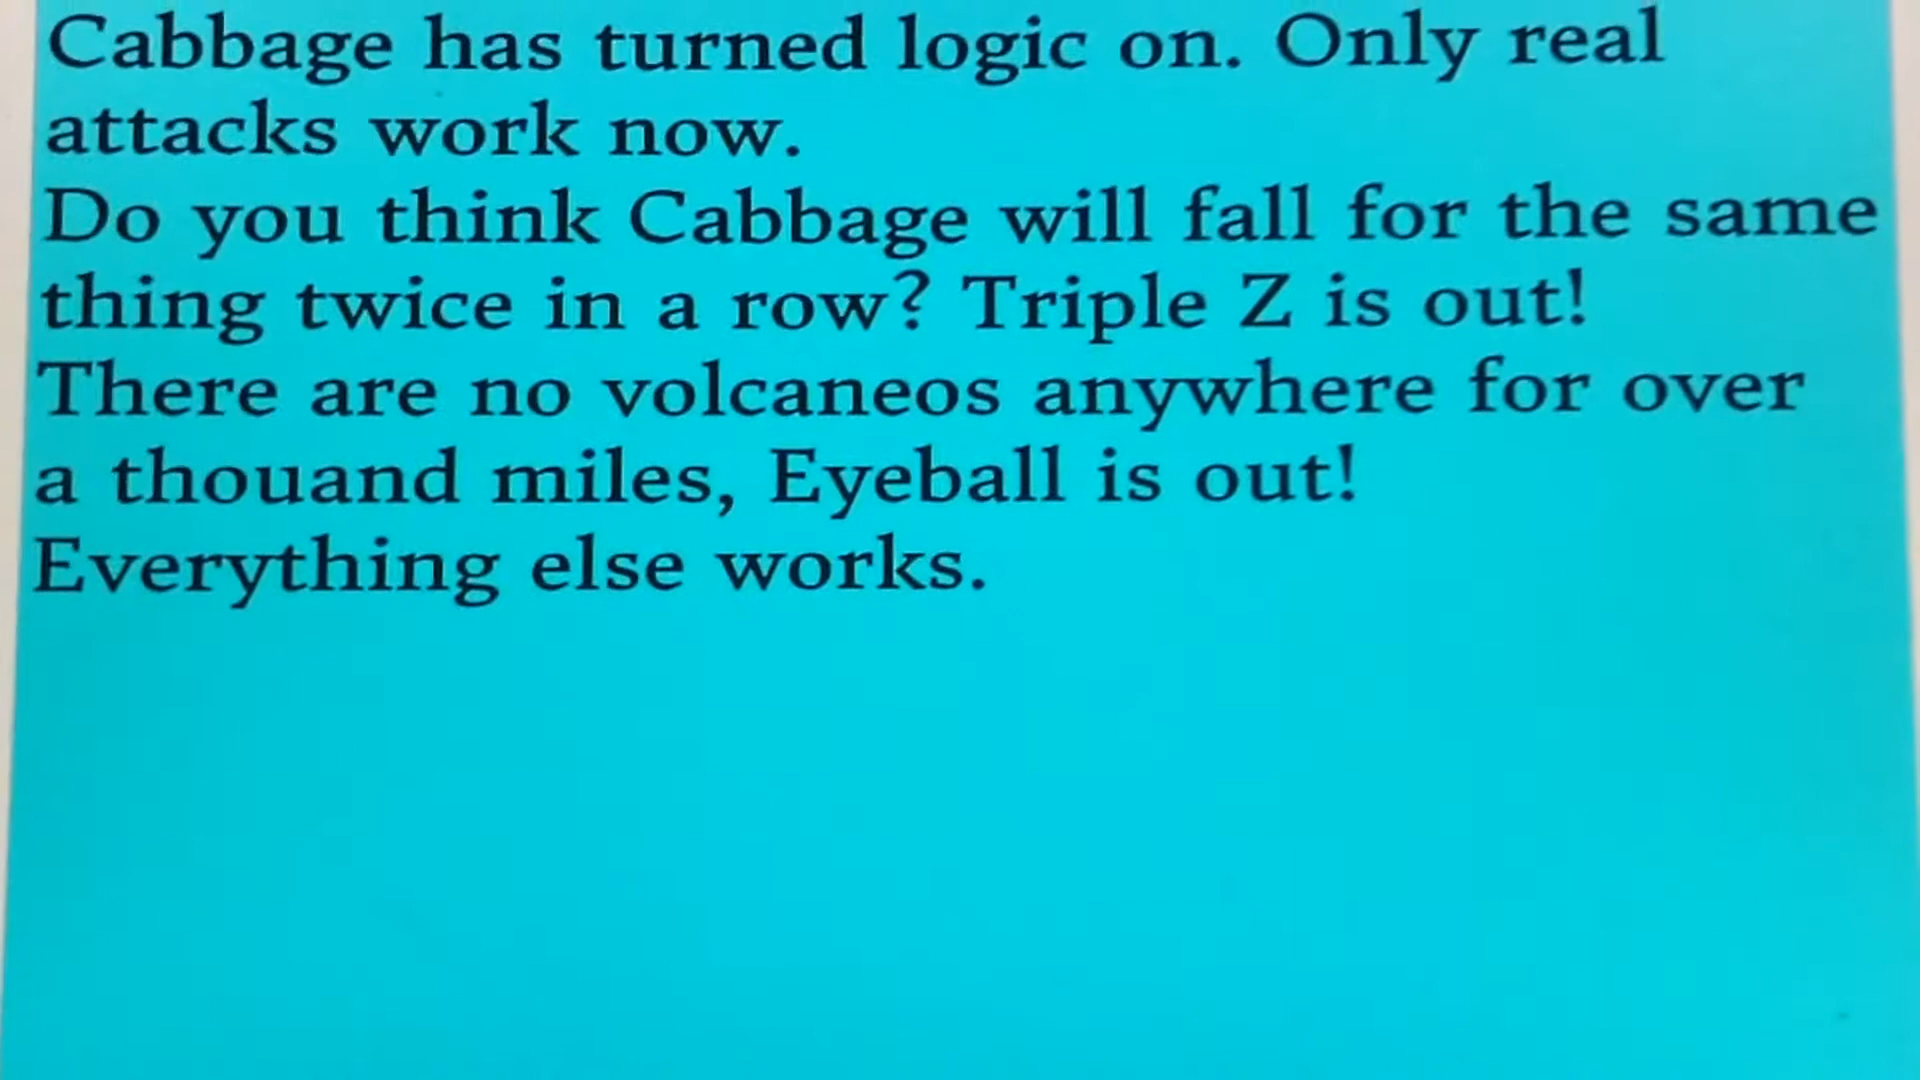 Cabbage has turned logic on. Only real
attacks work now.
Do you think Cabbage will fall for the same
thing twice in a row? Triple Z is out!
There are no volcaneos anywhere for over
a thouand miles, Eyeball is out!
Everything else works.